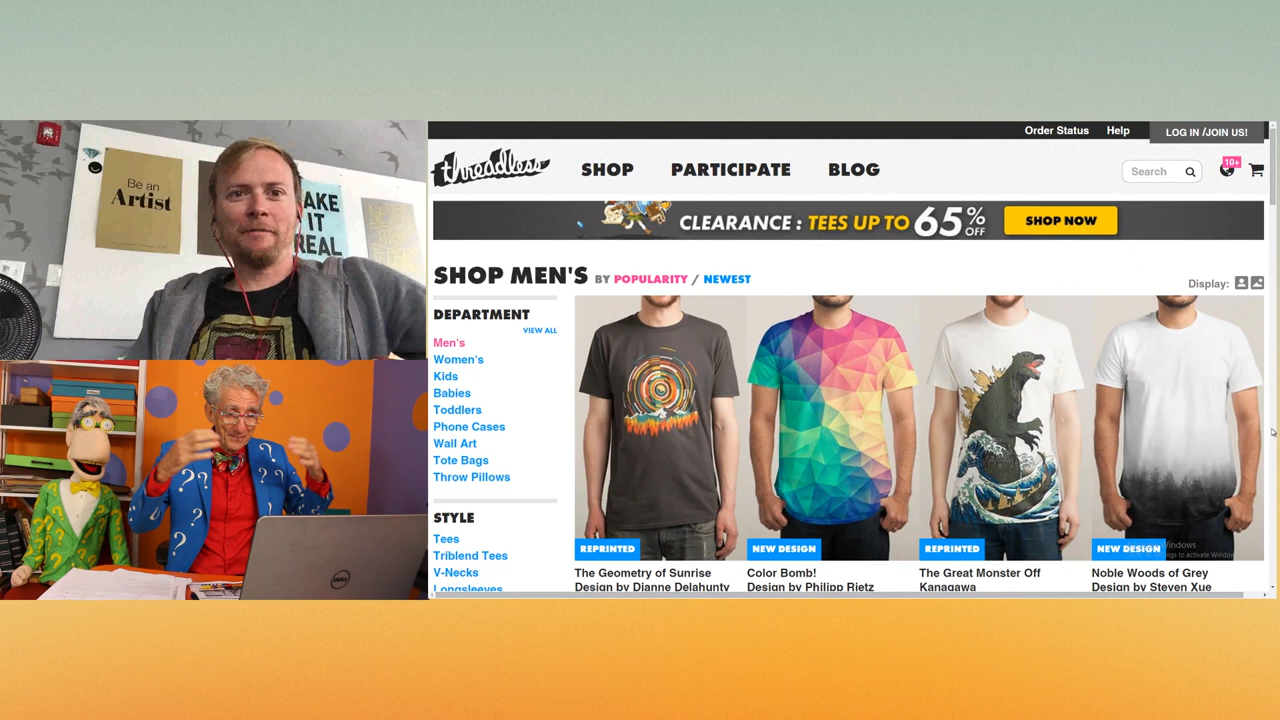 Be an
Artist
MAKE
IT
REAL
DELL
Order Status Help LOG IN /JOIN US!
threadless SHOP PARTICIPATE BLOG Search 10+
CLEARANCE : TEES UP TO 65% OFF SHOP NOW
SHOP MEN'S BY POPULARITY / NEWEST
Display:
DEPARTMENT
VIEW ALL
Men's
Women's
Kids
Babies
Toddlers
Phone Cases
Wall Art
Tote Bags
Throw Pillows
STYLE
Tees
Triblend Tees
V-Necks
Longsleeves
REPRINTED
The Geometry of Sunrise
Design by Dianne Delahunty
NEW DESIGN
Color Bomb!
Design by Philipp Rietz
REPRINTED
The Great Monster Off
Kanagawa
NEW DESIGN
Noble Woods of Grey
Design by Steven Xue